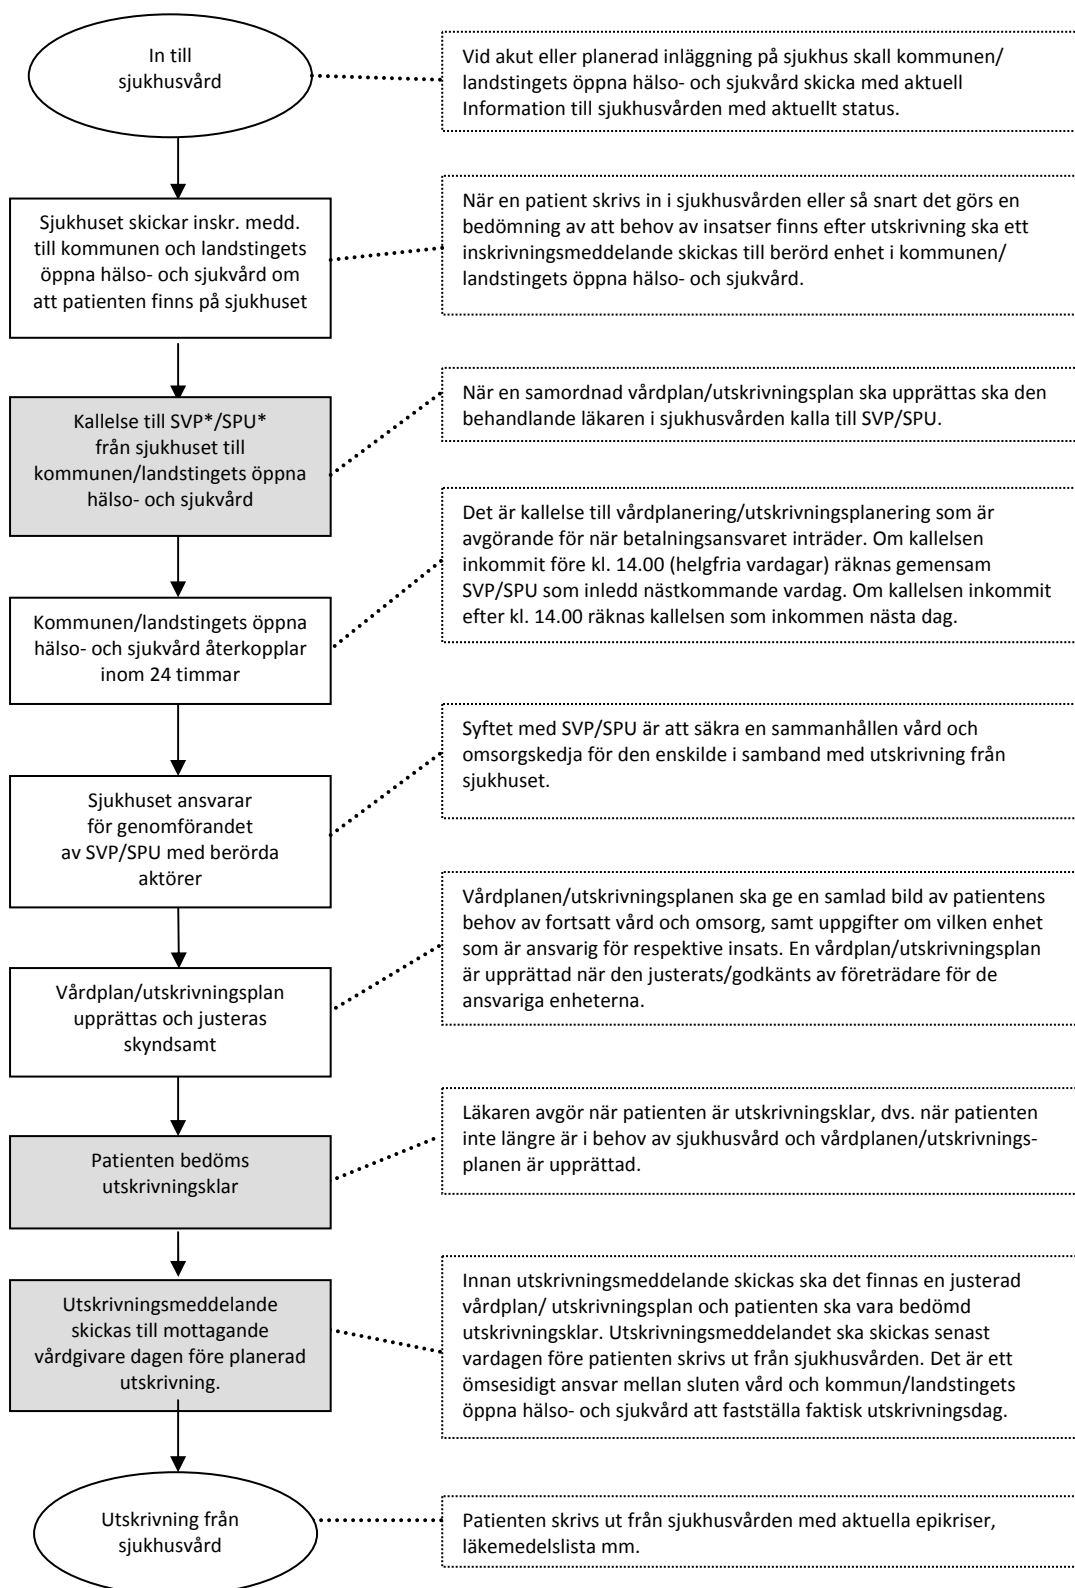 In till
sjukhusvård
Vid akut eller planerad inläggning på sjukhus skall kommunen/
landstingets öppna hälso- och sjukvård skicka med aktuell
Information till sjukhusvården med aktuellt status.
Sjukhuset skickar inskr. medd.
till kommunen och landstingets
öppna hälso- och sjukvård om
att patienten finns på sjukhuset
När en patient skrivs in i sjukhusvården eller så snart det görs en
bedömning av att behov av insatser finns efter utskrivning ska ett
inskrivningsmeddelande skickas till berörd enhet i kommunen/
landstingets öppna hälso- och sjukvård.
Kallelse till SVP*/SPU*
från sjukhuset till
kommunen/landstingets öppna
hälso- och sjukvård
När en samordnad vårdplan/utskrivningsplan ska upprättas ska den
behandlande läkaren i sjukhusvården kalla till SVP/SPU.
Det är kallelse till vårdplanering/utskrivningsplanering som är
avgörande för när betalningsansvaret inträder. Om kallelsen
inkommit före kl. 14.00 (helgfria vardagar) räknas gemensam
SVP/SPU som inledd nästkommande vardag. Om kallelsen inkommit
efter kl. 14.00 räknas kallelsen som inkommen nästa dag.
Kommunen/landstingets öppna
hälso- och sjukvård återkopplar
inom 24 timmar
Syftet med SVP/SPU är att säkra en sammanhållen vård och
omsorgskedja för den enskilde i samband med utskrivning från
sjukhuset.
Sjukhuset ansvarar
för genomförandet
av SVP/SPU med berörda
aktörer
Vårdplanen/utskrivningsplanen ska ge en samlad bild av patientens
behov av fortsatt vård och omsorg, samt uppgifter om vilken enhet
som är ansvarig för respektive insats. En vårdplan/utskrivningsplan
är upprättad när den justerats/godkänts av företrädare för de
ansvariga enheterna.
Vårdplan/utskrivningsplan
upprättas och justeras
skyndsamt
Läkaren avgör när patienten är utskrivningsklar, dvs. när patienten
inte längre är i behov av sjukhusvård och vårdplanen/utskrivnings-
planen är upprättad.
Patienten bedöms
utskrivningsklar
Innan utskrivningsmeddelande skickas ska det finnas en justerad
vårdplan/ utskrivningsplan och patienten ska vara bedömd
utskrivningsklar. Utskrivningsmeddelandet ska skickas senast
vardagen före patienten skrivs ut från sjukhusvården. Det är ett
ömsesidigt ansvar mellan sluten vård och kommun/landstingets
öppna hälso- och sjukvård att fastställa faktisk utskrivningsdag.
Utskrivningsmeddelande
skickas till mottagande
vårdgivare dagen före planerad
utskrivning.
Utskrivning från
sjukhusvård
Patienten skrivs ut från sjukhusvården med aktuella epikriser,
läkemedelslista mm.